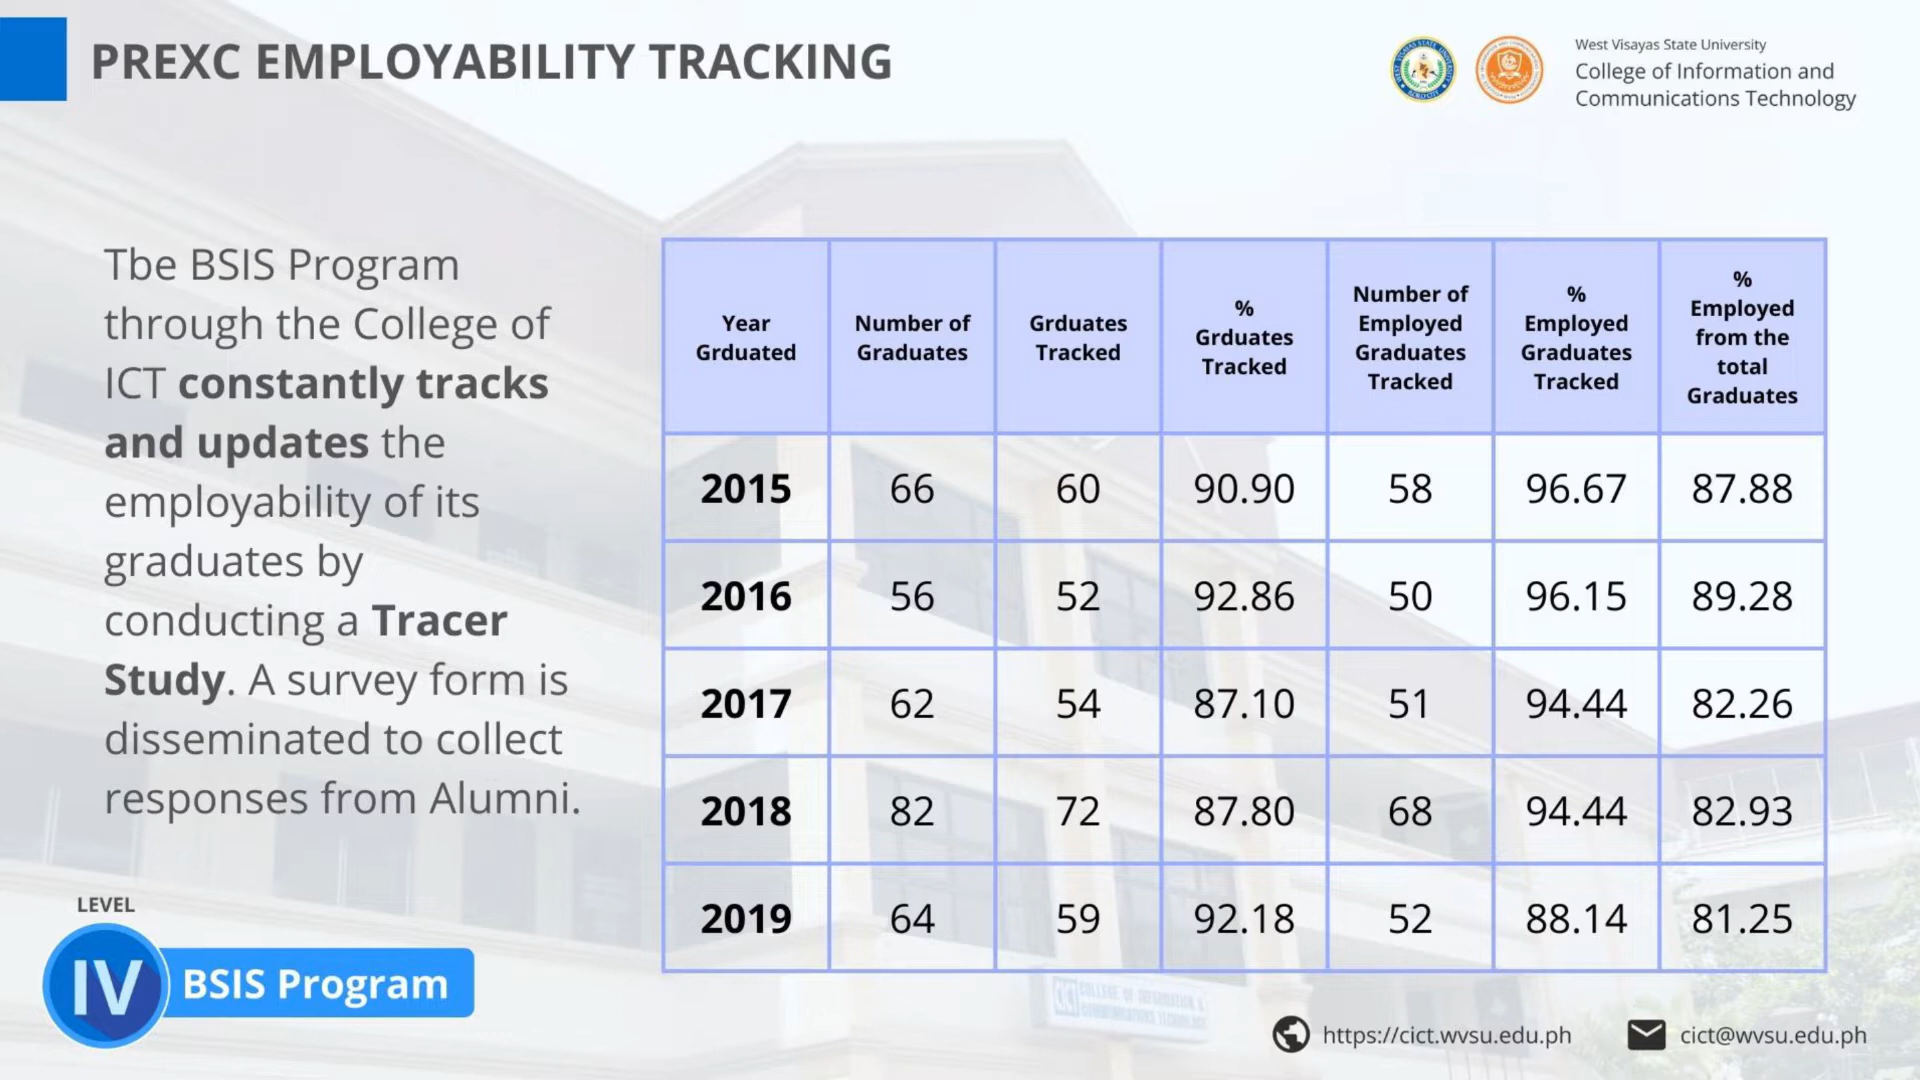 PREXC EMPLOYABILITY TRACKING
West Visayas State University
College of Information and
Communications Technology
Tbe BSIS Program
through the College of
ICT constantly tracks
and updates the
employability of its
graduates by
conducting a Tracer
Study. A survey form is
disseminated to collect
responses from Alumni.
Year Grduated | Number of Graduates | Grduates Tracked | % Grduates Tracked | Number of Employed Graduates Tracked | % Employed Graduates Tracked | % Employed from the total Graduates
2015 | 66 | 60 | 90.90 | 58 | 96.67 | 87.88
2016 | 56 | 52 | 92.86 | 50 | 96.15 | 89.28
2017 | 62 | 54 | 87.10 | 51 | 94.44 | 82.26
2018 | 82 | 72 | 87.80 | 68 | 94.44 | 82.93
2019 | 64 | 59 | 92.18 | 52 | 88.14 | 81.25
LEVEL
IV BSIS Program
COLLEGE OF INFORMATION &
COMMUNICATIONS TECHNOLOGY
https://cict.wvsu.edu.ph
cict@wvsu.edu.ph